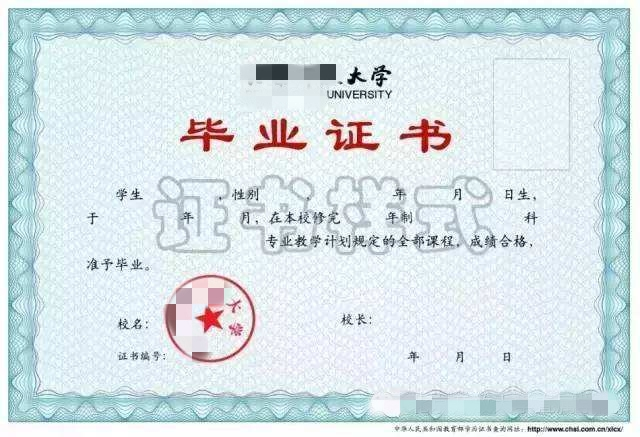 大学
UNIVERSITY
毕业证书
学生 ,性别 , 年 月 日生,
于 年 月,在本校修完 年制 科
专业教学计划规定的全部课程,成绩合格,
准予毕业。
证书样式
大学
校名: 校长:
证书编号: 年 月 日
中华人民共和国教育部学历证书查询网址: http://www.chsi.com.cn/xlcx/